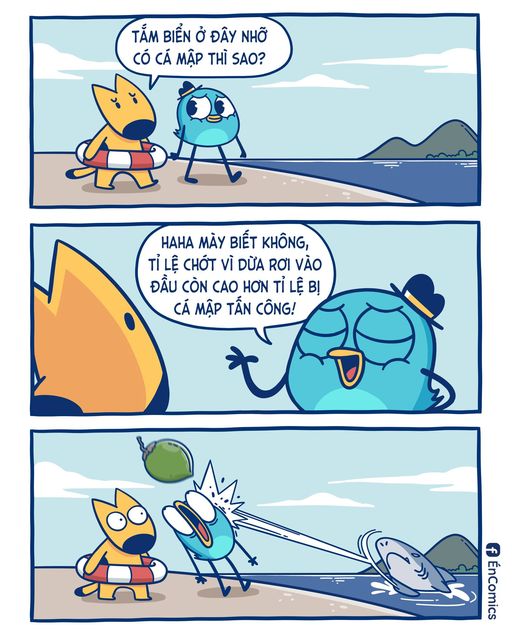 TẮM BIỂN Ở ĐÂY NHỠ
CÓ CÁ MẬP THÌ SAO?
HAHA MÀY BIẾT KHÔNG,
TỈ LỆ CHỚT VÌ DỪA RƠI VÀO
ĐẦU CÒN CAO HƠN TỈ LỆ BỊ
CÁ MẬP TẤN CÔNG!
ÉnComics